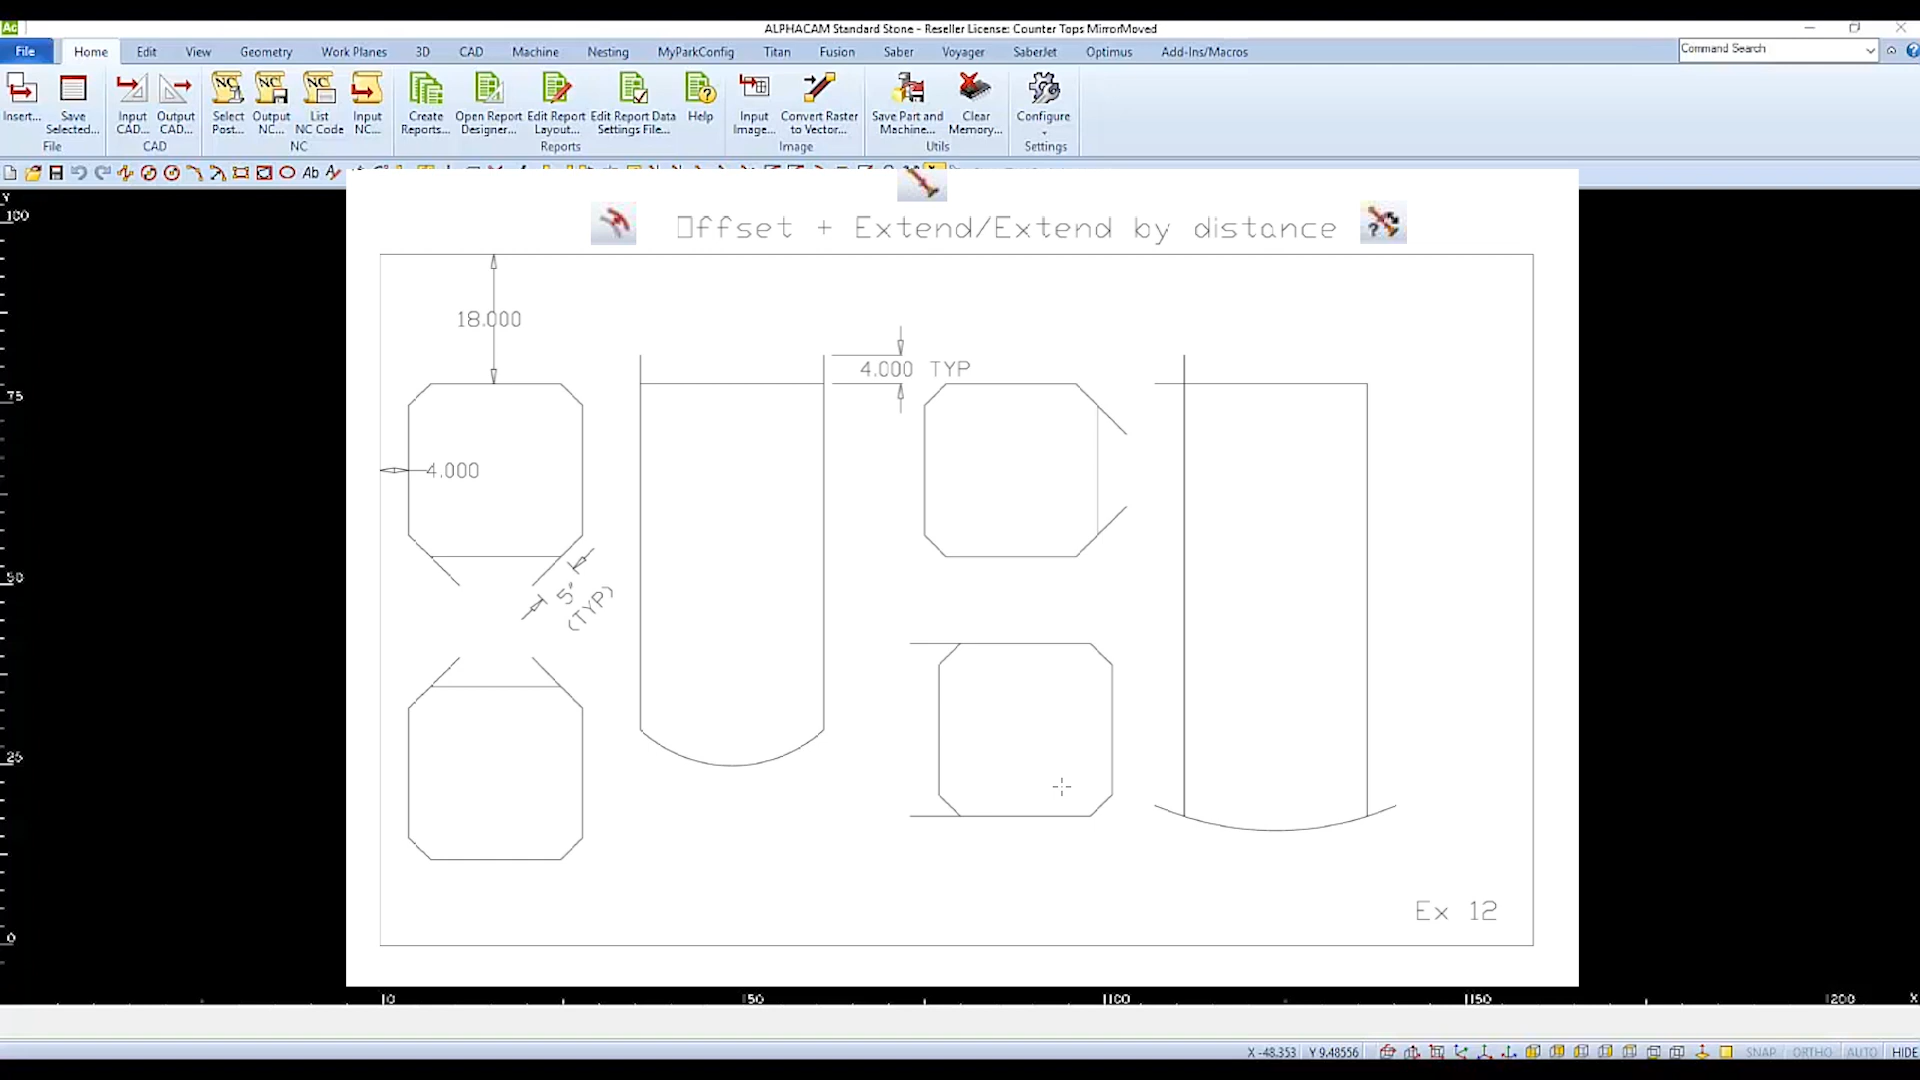 ALPHACAM Standard Stone - Reseller License: Counter Tops MirrorMoved
File Home Edit View Geometry Work Planes 3D CAD Machine Nesting MyParkConfig Titan Fusion Saber Voyager SaberJet Optimus Add-Ins/Macros Command Search
Insert... Save Selected... Input CAD... Output CAD... Select Post... Output NC... List NC Code Input NC... Create Reports... Open Report Designer... Edit Report Layout... Edit Report Data Settings File... Help Input Image... Convert Raster to Vector... Save Part and Machine... Clear Memory... Configure
File CAD NC Reports Image Utils Settings
Ab
Y
100
75
50
25
0
Offset + Extend/Extend by distance
18.000
4.000 TYP
4.000
5"
(TYP)
Ex 12
0 50 100 150 200 X
X -48.353 Y 9.48556 SNAP ORTHO AUTO HIDE